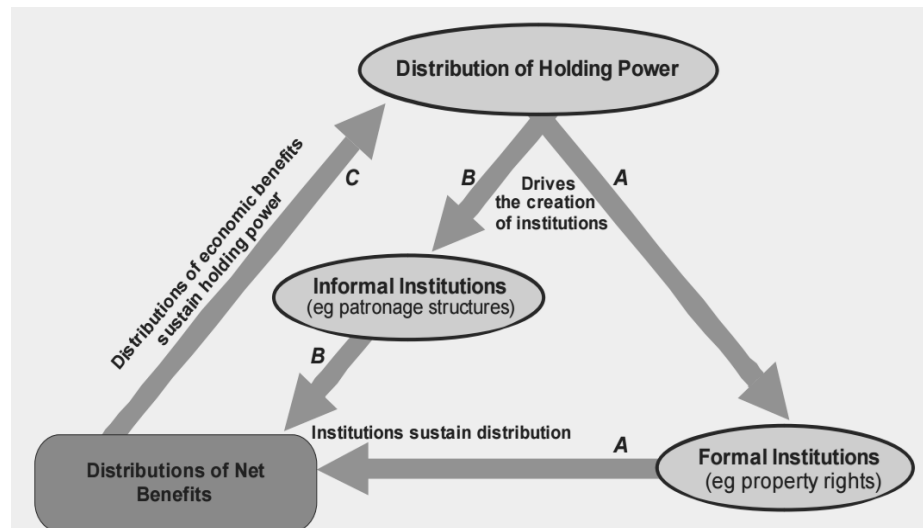 Distribution of Holding Power
C
B
Drives
the creation
of institutions
A
Distributions of economic benefits
sustain holding power
Informal Institutions
(eg patronage structures)
B
Institutions sustain distribution
A
Distributions of Net
Benefits
Formal Institutions
(eg property rights)